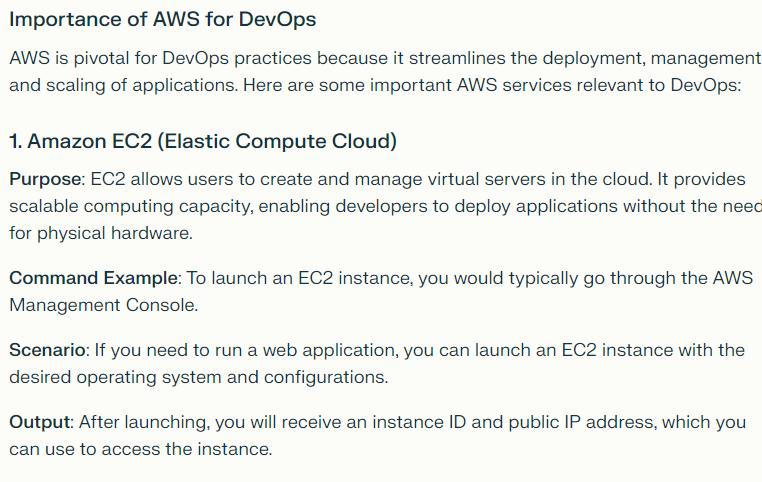 Importance of AWS for DevOps
AWS is pivotal for DevOps practices because it streamlines the deployment, management
and scaling of applications. Here are some important AWS services relevant to DevOps:
1. Amazon EC2 (Elastic Compute Cloud)
Purpose: EC2 allows users to create and manage virtual servers in the cloud. It provides
scalable computing capacity, enabling developers to deploy applications without the need
for physical hardware.
Command Example: To launch an EC2 instance, you would typically go through the AWS
Management Console.
Scenario: If you need to run a web application, you can launch an EC2 instance with the
desired operating system and configurations.
Output: After launching, you will receive an instance ID and public IP address, which you
can use to access the instance.